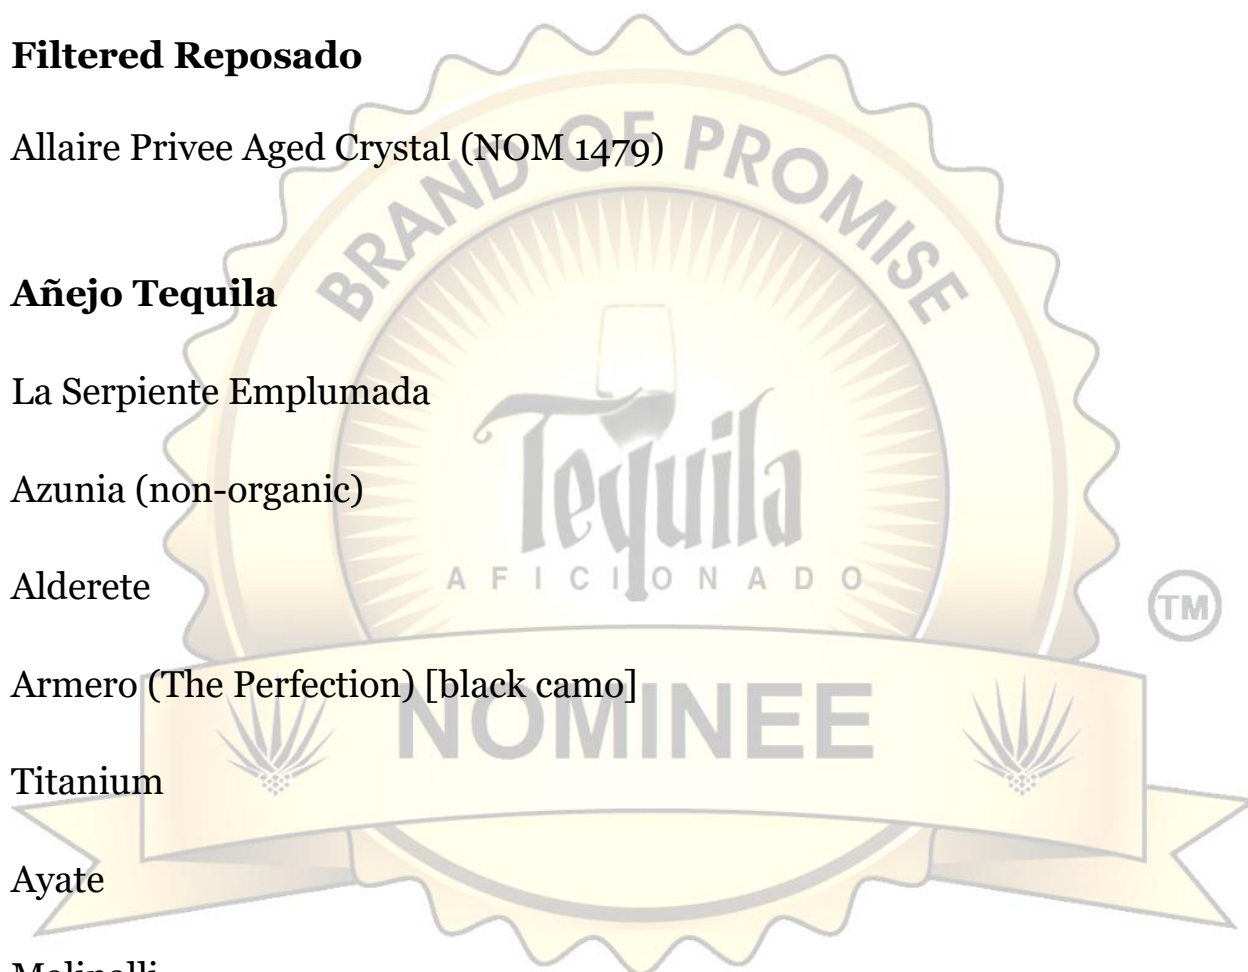 Filtered Reposado
Allaire Privee Aged Crystal (NOM 1479)
Añejo Tequila
La Serpiente Emplumada
Azunia (non-organic)
Alderete
Armero (The Perfection) [black camo]
Titanium
Ayate
BRAND OF PROMISE
Tequila
AFICIONADO
TM
NOMINEE